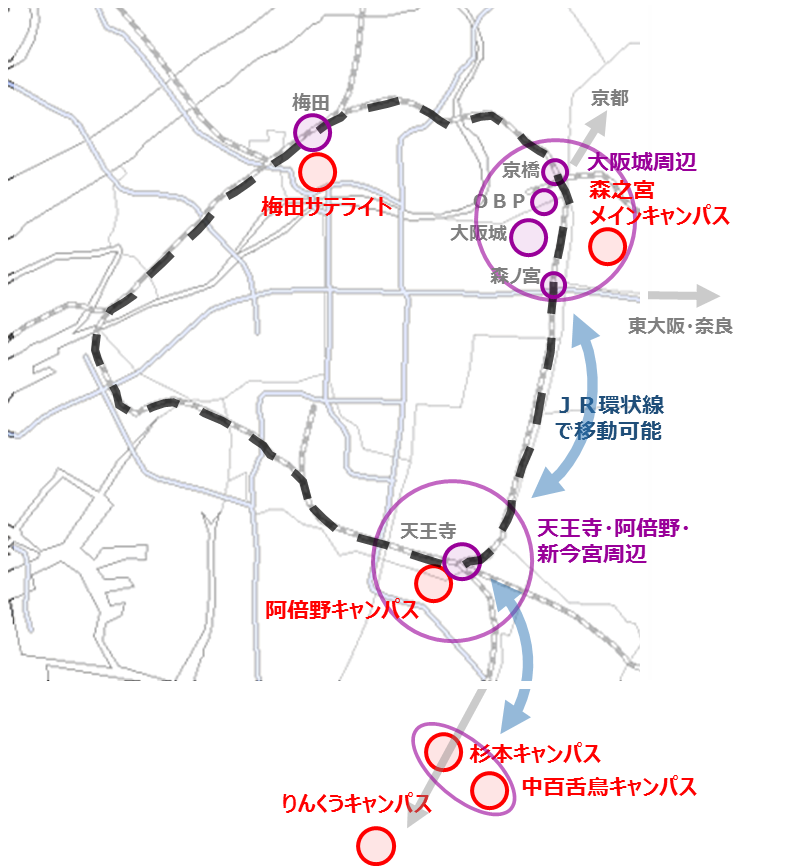 京都
梅田
大阪城周辺
京橋
森之宮
メインキャンパス
ＯＢＰ
梅田サテライト
大阪城
森ノ宮
東大阪・奈良
ＪＲ環状線
で移動可能
天王寺
天王寺・阿倍野・
新今宮周辺
阿倍野キャンパス
杉本キャンパス
中百舌鳥キャンパス
りんくうキャンパス